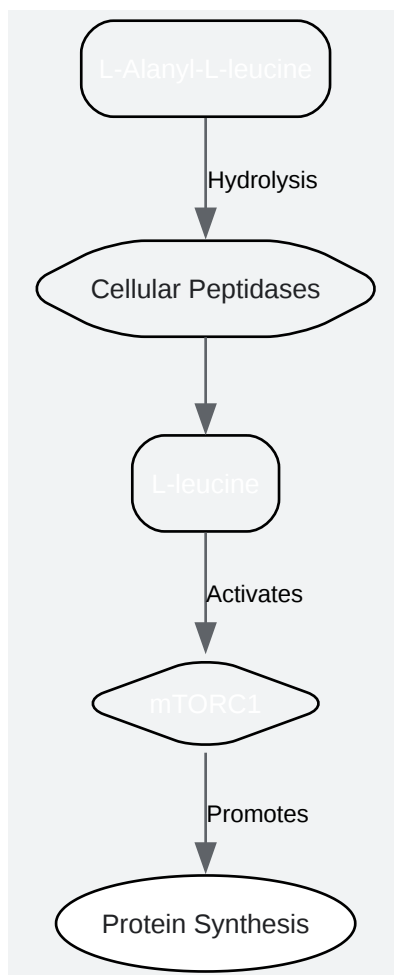 L-Alanyl-L-leucine
Hydrolysis
Cellular Peptidases
L-leucine
Activates
mTORC1
Promotes
Protein Synthesis